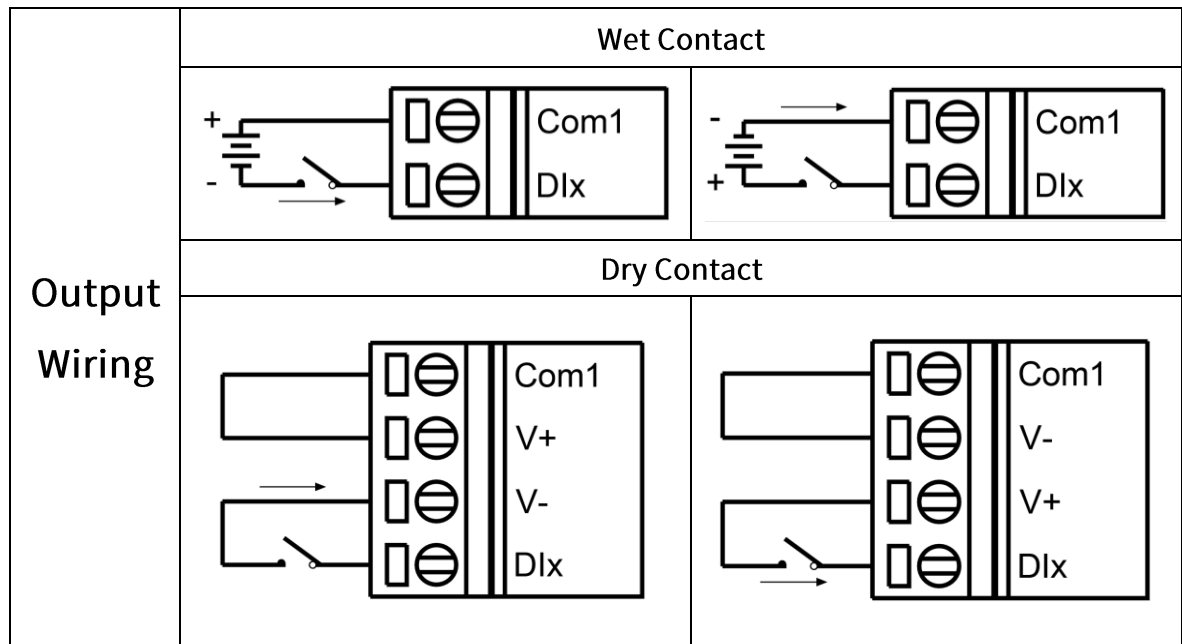 Output
Wiring
Wet Contact
+
-
Com1
DIx
-
+
Com1
DIx
Dry Contact
Com1
V+
V-
DIx
Com1
V-
V+
DIx